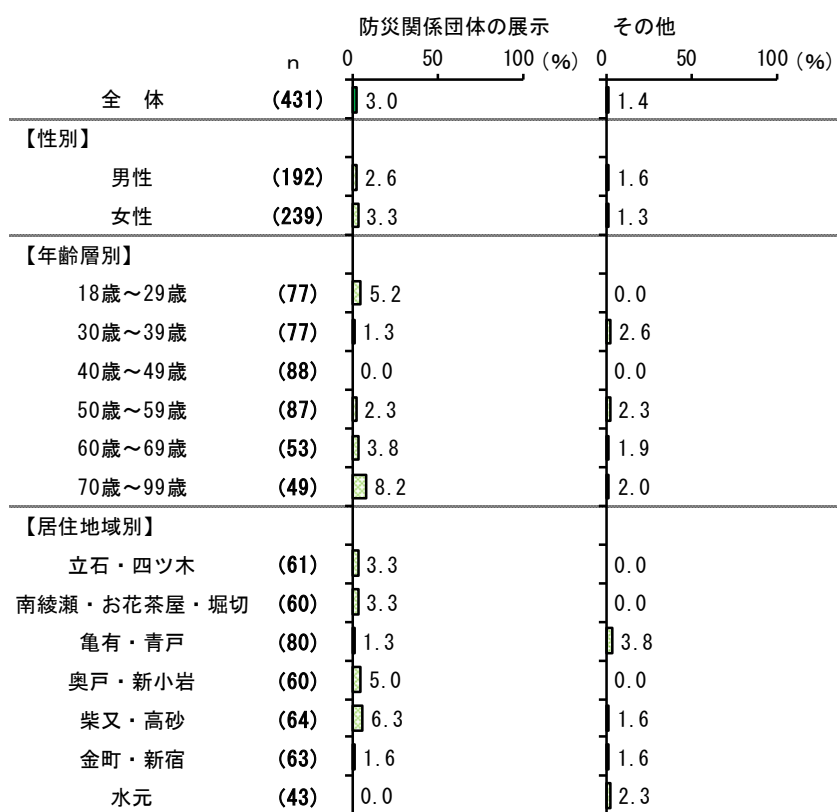 防災関係団体の展示 その他
n 0 50 100 (%) 0 50 100 (%)
全 体 (431) 3.0 1.4
【性別】
男性 (192) 2.6 1.6
女性 (239) 3.3 1.3
【年齢層別】
18歳～29歳 (77) 5.2 0.0
30歳～39歳 (77) 1.3 2.6
40歳～49歳 (88) 0.0 0.0
50歳～59歳 (87) 2.3 2.3
60歳～69歳 (53) 3.8 1.9
70歳～99歳 (49) 8.2 2.0
【居住地域別】
立石・四ツ木 (61) 3.3 0.0
南綾瀬・お花茶屋・堀切 (60) 3.3 0.0
亀有・青戸 (80) 1.3 3.8
奥戸・新小岩 (60) 5.0 0.0
柴又・高砂 (64) 6.3 1.6
金町・新宿 (63) 1.6 1.6
水元 (43) 0.0 2.3